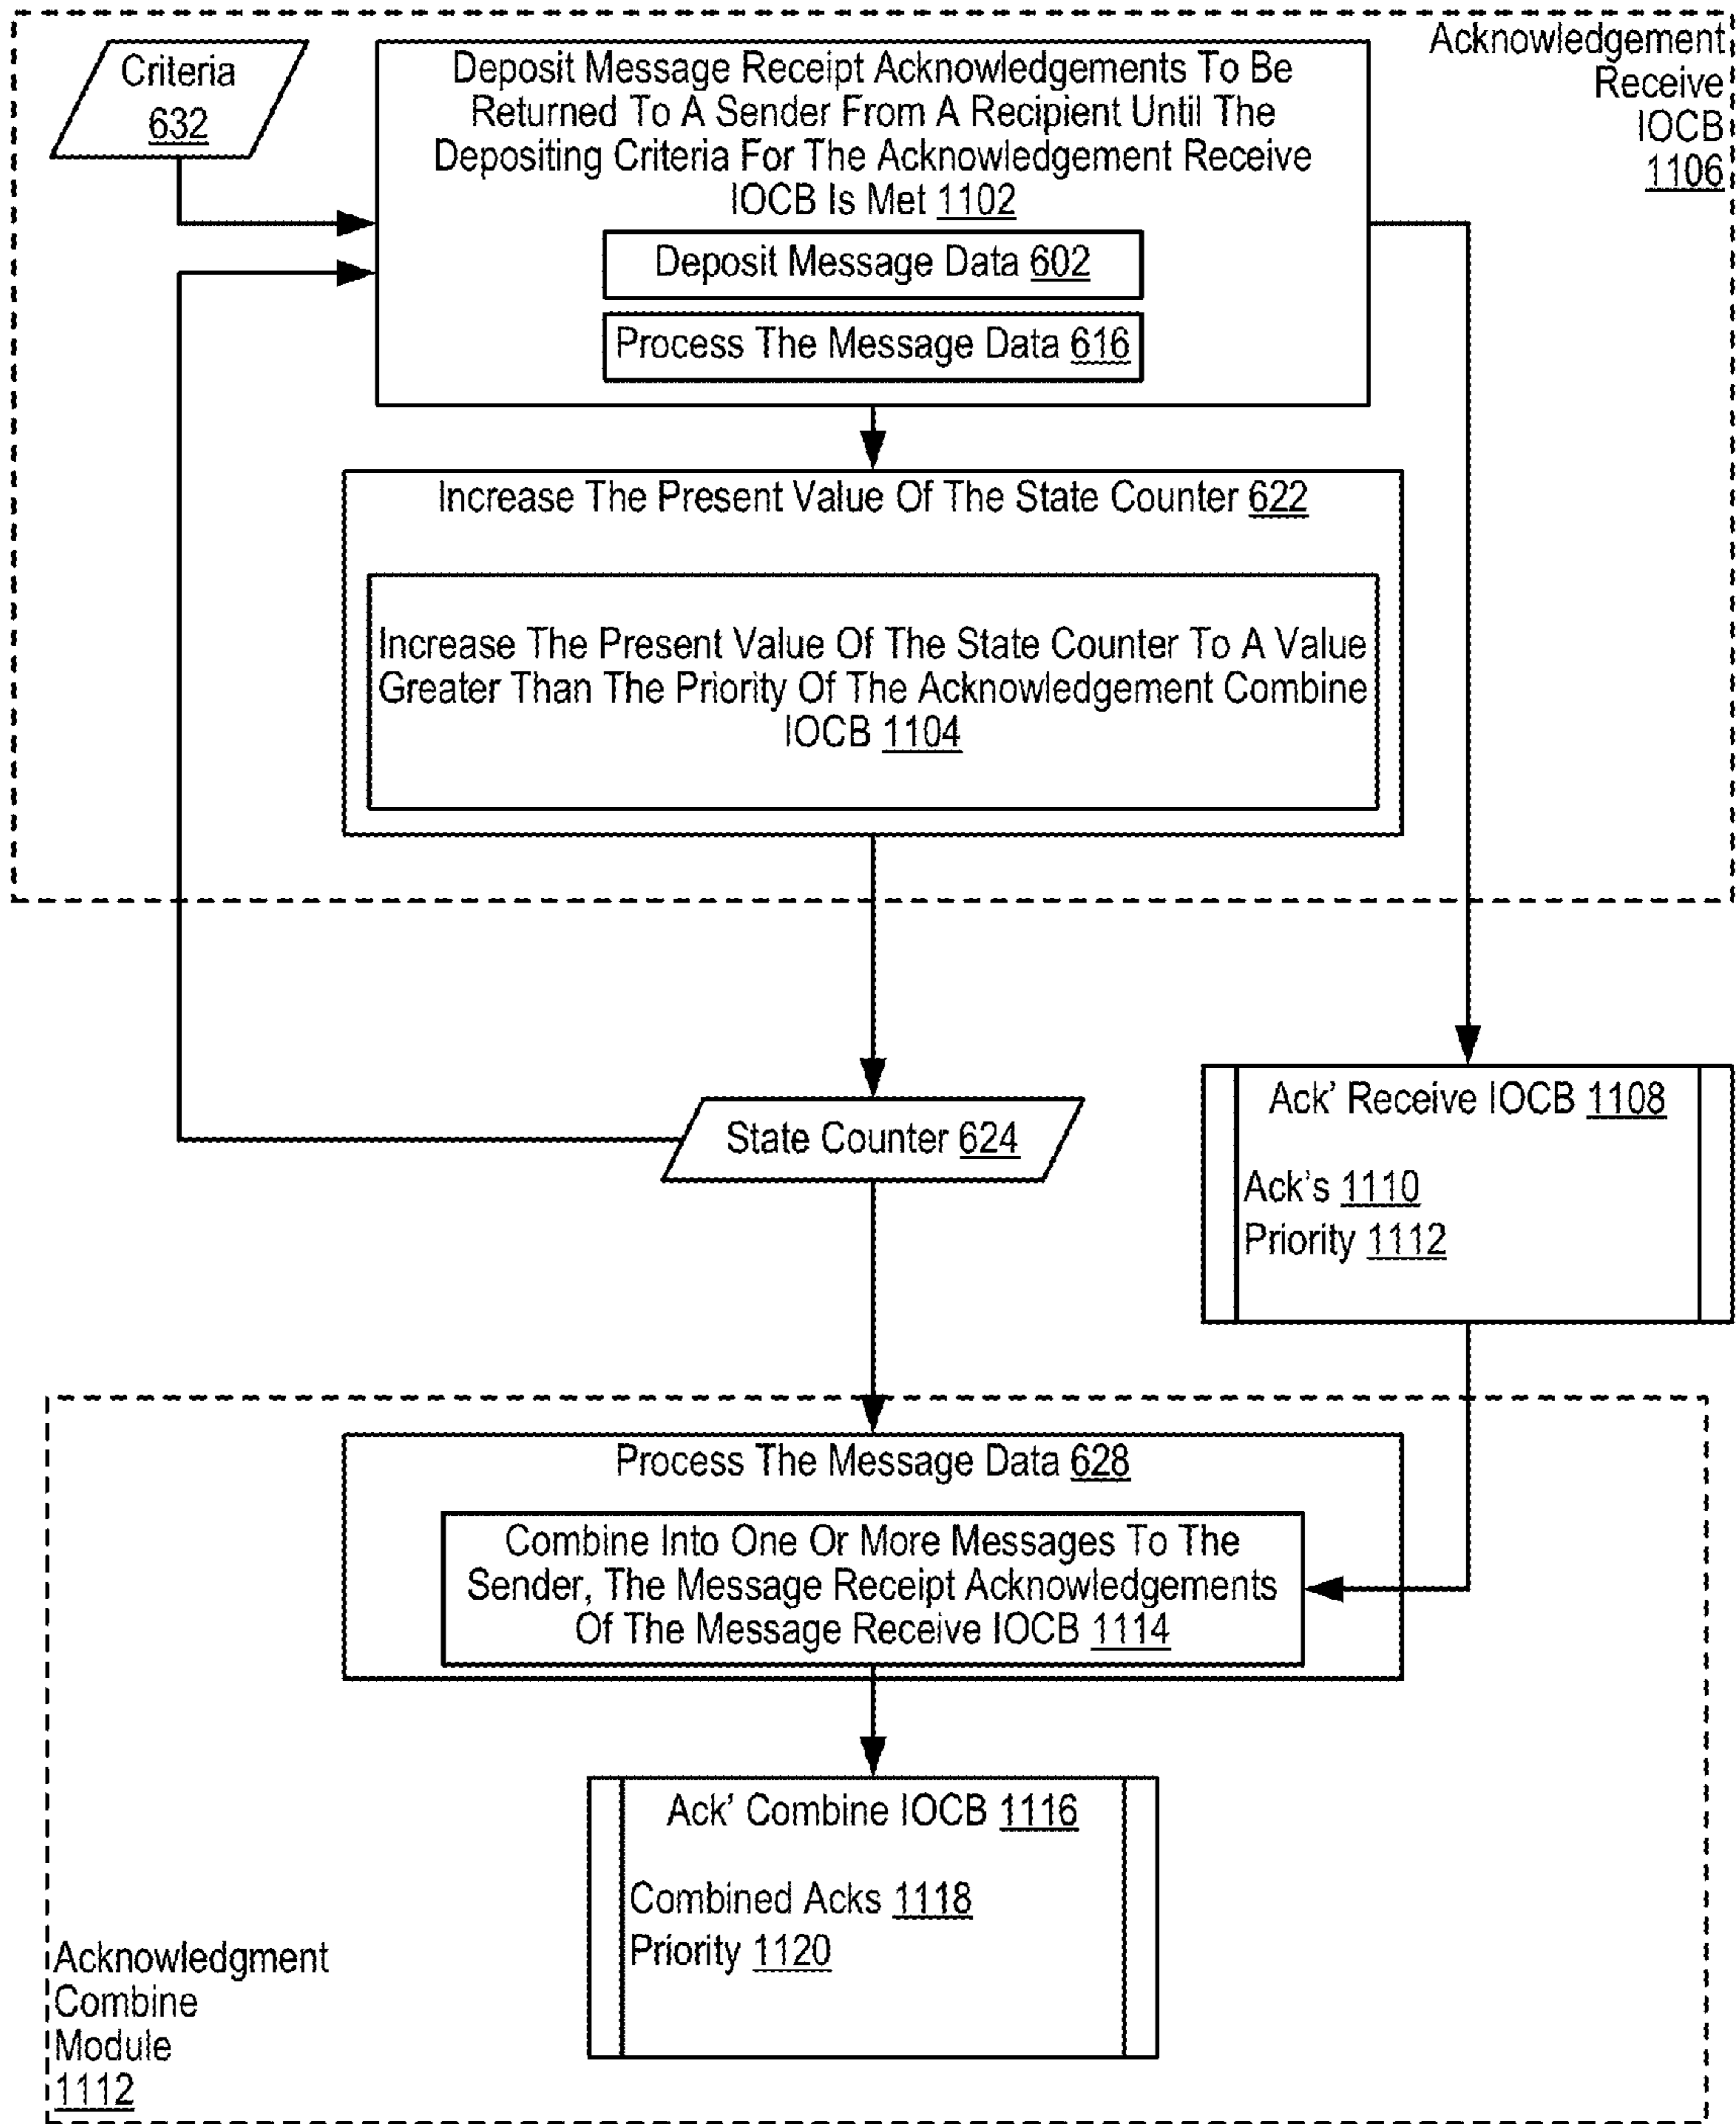 Acknowledgement
Receive
IOCB
1106
Criteria
632
Deposit Message Receipt Acknowledgements To Be
Returned To A Sender From A Recipient Until The
Depositing Criteria For The Acknowledgement Receive
IOCB Is Met 1102
Deposit Message Data 602
Process The Message Data 616
Increase The Present Value Of The State Counter 622
Increase The Present Value Of The State Counter To A Value
Greater Than The Priority Of The Acknowledgement Combine
IOCB 1104
State Counter 624
Ack' Receive IOCB 1108
Ack's 1110
Priority 1112
Process The Message Data 628
Combine Into One Or More Messages To The
Sender, The Message Receipt Acknowledgements
Of The Message Receive IOCB 1114
Ack' Combine IOCB 1116
Combined Acks 1118
Priority 1120
Acknowledgment
Combine
Module
1112